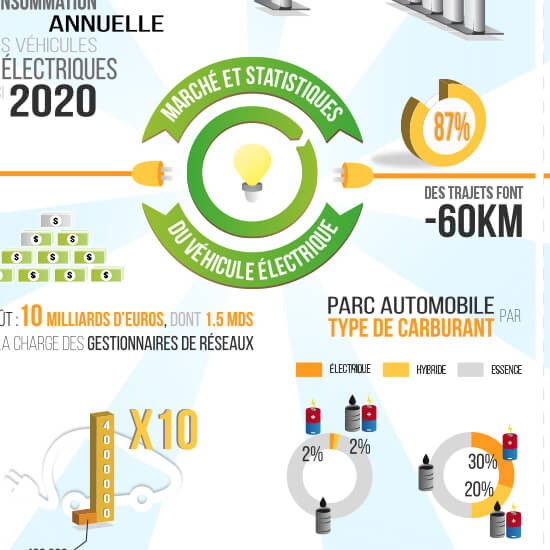 NSOMMATION
ANNUELLE
S VÉHICULES
ÉLECTRIQUES
2020
MARCHÉ ET STATISTIQUES
DU VÉHICULE ÉLECTRIQUE
87%
DES TRAJETS FONT
-60KM
$
$ $
$ $ $
$ $ $ $
ÛT : 10 MILLIARDS D'EUROS, DONT 1.5 MDS
LA CHARGE DES GESTIONNAIRES DE RÉSEAUX
PARC AUTOMOBILE PAR
TYPE DE CARBURANT
ÉLECTRIQUE HYBRIDE ESSENCE
X10
4000000
2% 2%
30%
20%